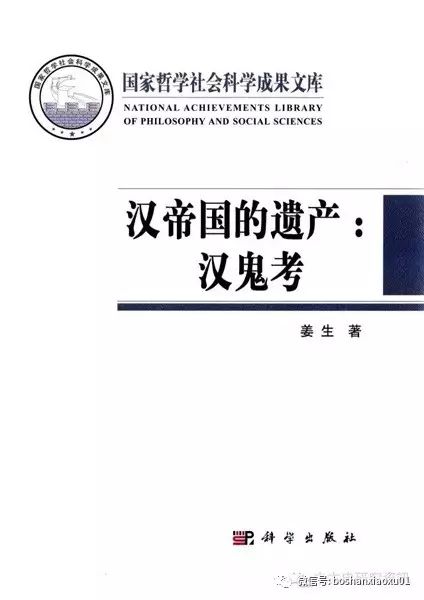 国家哲学社会科学成果文库
国家哲学社会科学成果文库
NATIONAL ACHIEVEMENTS LIBRARY
OF PHILOSOPHY AND SOCIAL SCIENCES
汉帝国的遗产：
汉鬼考
姜生 著
科学出版社
微信号: boshanxiaoxu01